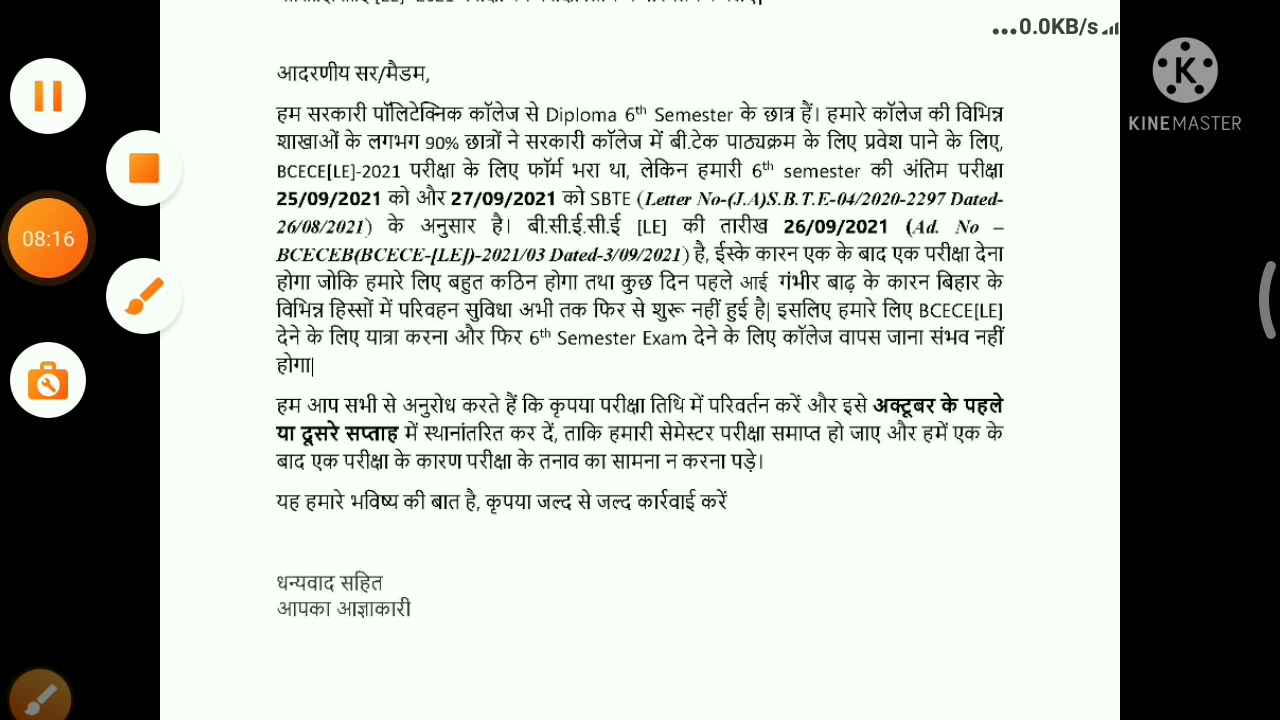 ...0.0KB/s
आदरणीय सर/मैडम,
हम सरकारी पॉलिटेक्निक कॉलेज से Diploma 6th Semester के छात्र हैं। हमारे कॉलेज की विभिन्न
शाखाओं के लगभग 90% छात्रों ने सरकारी कॉलेज में बी.टेक पाठ्यक्रम के लिए प्रवेश पाने के लिए,
BCECE[LE]-2021 परीक्षा के लिए फॉर्म भरा था, लेकिन हमारी 6th semester की अंतिम परीक्षा
25/09/2021 को और 27/09/2021 को SBTE (Letter No-(J.A)S.B.T.E-04/2020-2297 Dated-
26/08/2021) के अनुसार है। बी.सी.ई.सी.ई [LE] की तारीख 26/09/2021 (Ad. No –
BCECEB(BCECE-[LE])-2021/03 Dated-3/09/2021) है, ईस्के कारन एक के बाद एक परीक्षा देना
होगा जोकि हमारे लिए बहुत कठिन होगा तथा कुछ दिन पहले आई गंभीर बाढ़ के कारन बिहार के
विभिन्न हिस्सों में परिवहन सुविधा अभी तक फिर से शुरू नहीं हुई है| इसलिए हमारे लिए BCECE[LE]
देने के लिए यात्रा करना और फिर 6th Semester Exam देने के लिए कॉलेज वापस जाना संभव नहीं
होगा|
हम आप सभी से अनुरोध करते हैं कि कृपया परीक्षा तिथि में परिवर्तन करें और इसे अक्टूबर के पहले
या दूसरे सप्ताह में स्थानांतरित कर दें, ताकि हमारी सेमेस्टर परीक्षा समाप्त हो जाए और हमें एक के
बाद एक परीक्षा के कारण परीक्षा के तनाव का सामना न करना पड़े।
यह हमारे भविष्य की बात है, कृपया जल्द से जल्द कार्रवाई करें
धन्यवाद सहित
आपका आज्ञाकारी
08:16
K
KINEMASTER